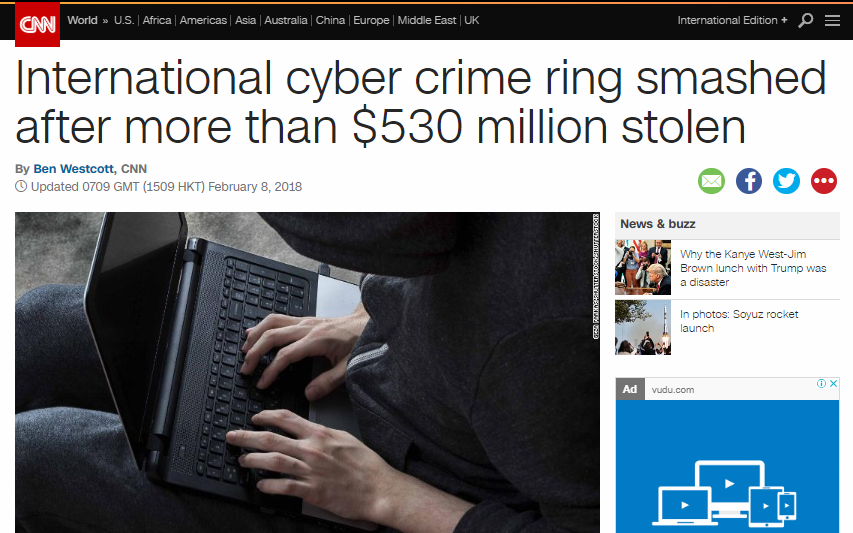 CNN
World » U.S. | Africa | Americas | Asia | Australia | China | Europe | Middle East | UK
International Edition +
International cyber crime ring smashed
after more than $530 million stolen
By Ben Westcott, CNN
Updated 0709 GMT (1509 HKT) February 8, 2018
News & buzz
Why the Kanye West-Jim
Brown lunch with Trump was
a disaster
In photos: Soyuz rocket
launch
Ad
vudu.com